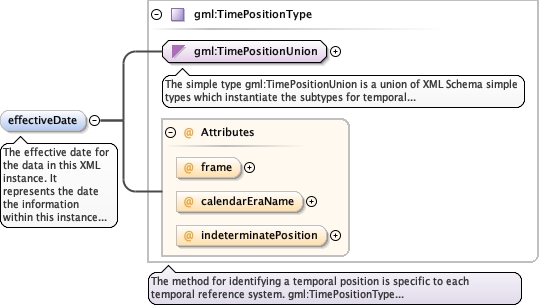 gml:TimePositionType
gml:TimePositionUnion
The simple type gml:TimePositionUnion is a union of XML Schema simple
types which instantiate the subtypes for temporal...
effectiveDate
The effective date for
the data in this XML
instance. It
represents the date
the information
within this instance...
@ Attributes
@ frame
@ calendarEraName
@ indeterminatePosition
The method for identifying a temporal position is specific to each
temporal reference system. gml:TimePositionType...